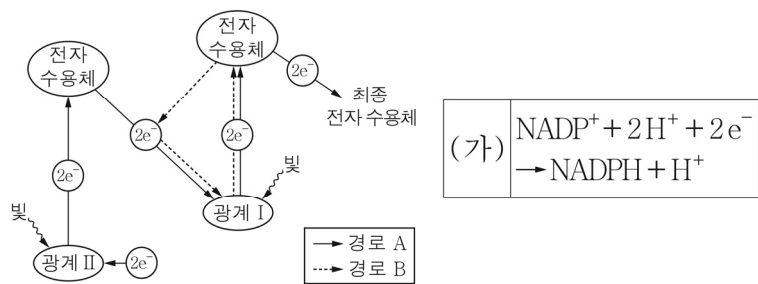 전자
수용체
전자
수용체
2e⁻
최종
전자 수용체
2e⁻
2e⁻
2e⁻
빛
광계 Ⅰ
빛
광계 Ⅱ
2e⁻
경로 A
경로 B
(가)
NADP⁺+2H⁺+2e⁻
→NADPH+H⁺